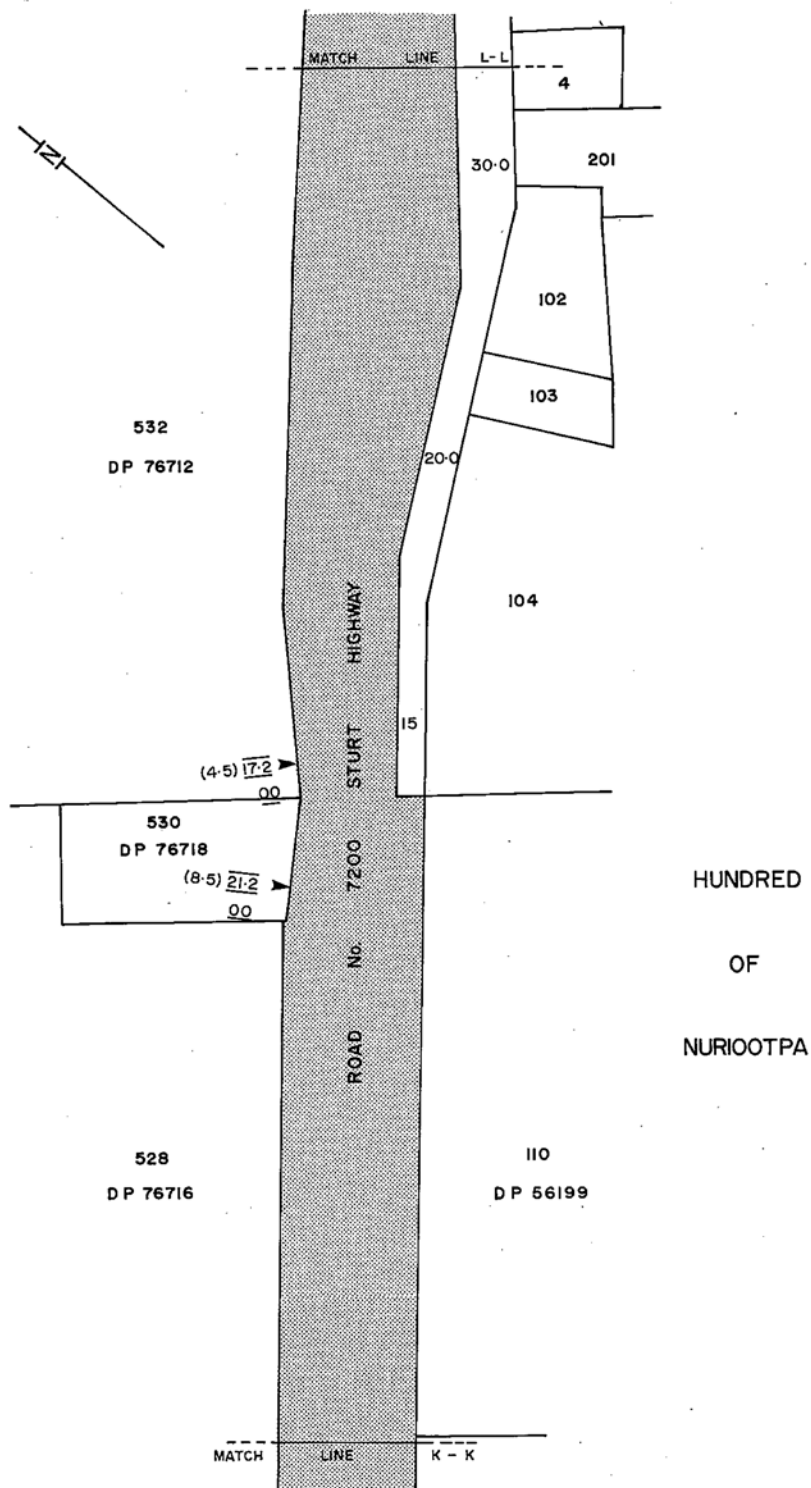 MATCH LINE L-L
4
N
30·0
201
102
103
532
DP 76712
20·0
104
15
(4·5) 17·2
00
530
DP 76718
(8·5) 21·2
00
ROAD No. 7200 STURT HIGHWAY
HUNDRED
OF
NURIOOTPA
528
DP 76716
110
DP 56199
MATCH LINE K - K